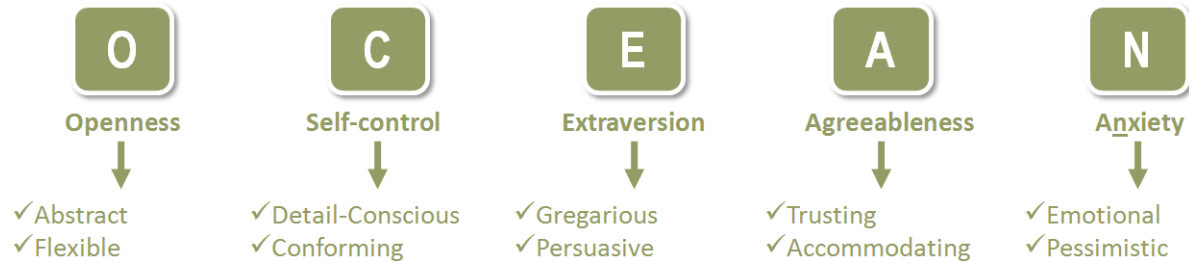 O C E A N
Openness Self-control Extraversion Agreeableness Anxiety
✓Abstract ✓Detail-Conscious ✓Gregarious ✓Trusting ✓Emotional
✓Flexible ✓Conforming ✓Persuasive ✓Accommodating ✓Pessimistic